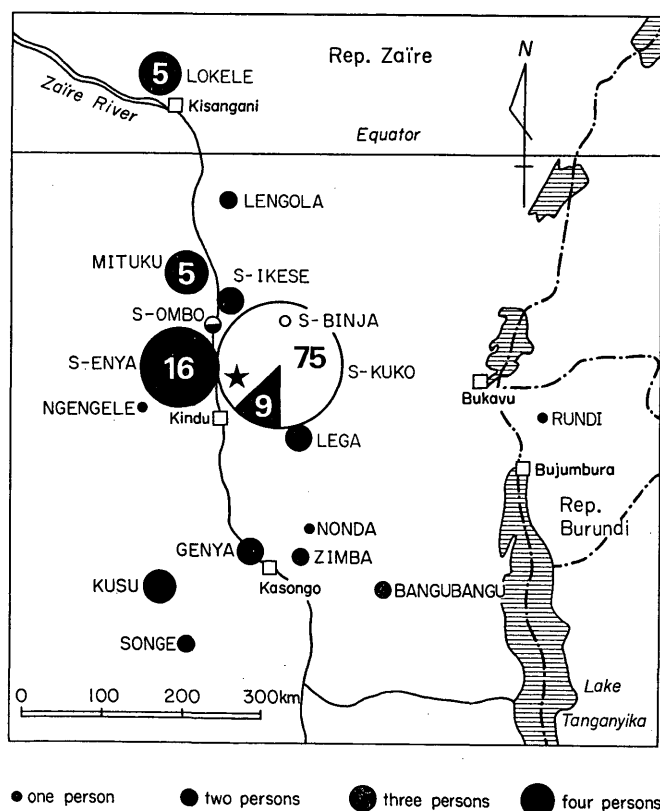 Rep. Zaïre
N
5 LOKELE
Zaïre River
Kisangani
Equator
LENGOLA
MITUKU 5
S-IKESE
S-OMBO
S-BINJA
S-ENYA 16
75
S-KUKO
9
NGENGELE
Kindu
Bukavu
RUNDI
LEGA
Bujumbura
Rep.
Burundi
NONDA
GENYA
ZIMBA
Kasongo
KUSU
BANGUBANGU
SONGE
0 100 200 300km
Lake
Tanganyika
one person two persons three persons four persons